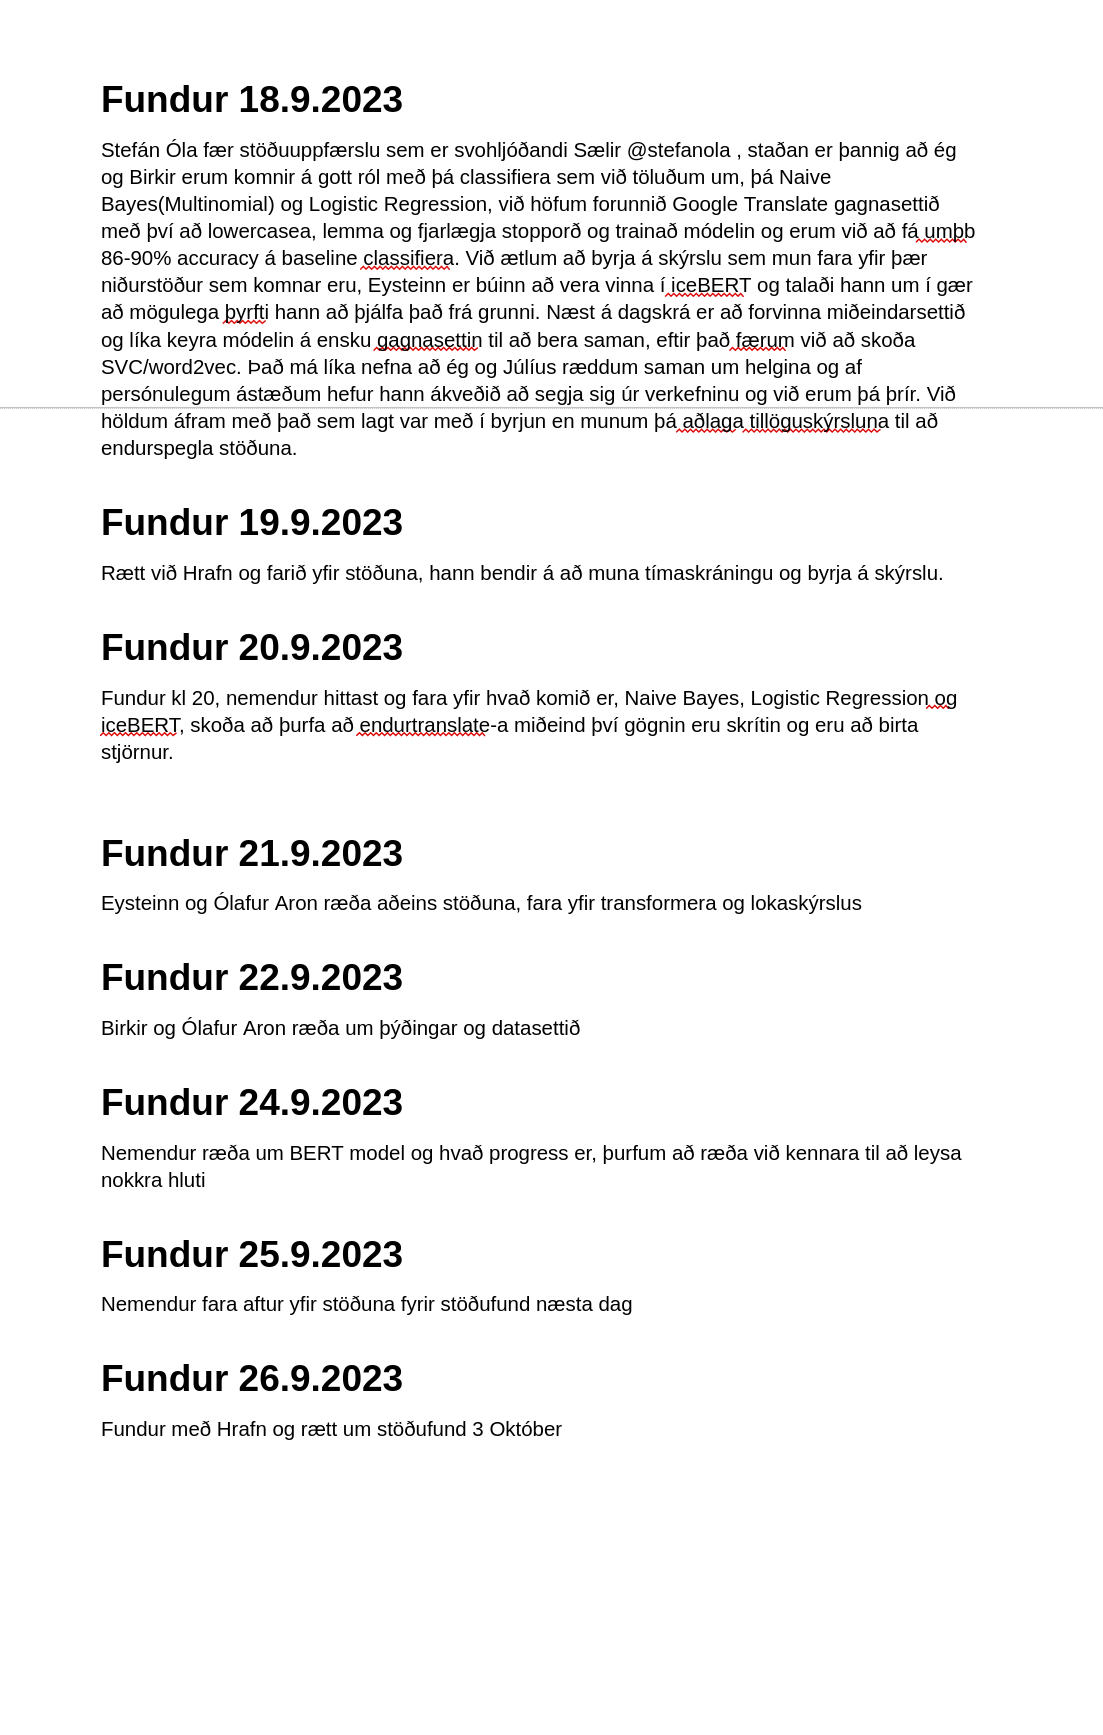 Fundur 18.9.2023
Stefán Óla fær stöðuuppfærslu sem er svohljóðandi Sælir @stefanola , staðan er þannig að ég
og Birkir erum komnir á gott ról með þá classifiera sem við töluðum um, þá Naive
Bayes(Multinomial) og Logistic Regression, við höfum forunnið Google Translate gagnasettið
með því að lowercasea, lemma og fjarlægja stopporð og trainað módelin og erum við að fá umþb
86-90% accuracy á baseline classifiera. Við ætlum að byrja á skýrslu sem mun fara yfir þær
niðurstöður sem komnar eru, Eysteinn er búinn að vera vinna í iceBERT og talaði hann um í gær
að mögulega þyrfti hann að þjálfa það frá grunni. Næst á dagskrá er að forvinna miðeindarsettið
og líka keyra módelin á ensku gagnasettin til að bera saman, eftir það færum við að skoða
SVC/word2vec. Það má líka nefna að ég og Júlíus ræddum saman um helgina og af
persónulegum ástæðum hefur hann ákveðið að segja sig úr verkefninu og við erum þá þrír. Við
höldum áfram með það sem lagt var með í byrjun en munum þá aðlaga tillöguskýrsluna til að
endurspegla stöðuna.
Fundur 19.9.2023
Rætt við Hrafn og farið yfir stöðuna, hann bendir á að muna tímaskráningu og byrja á skýrslu.
Fundur 20.9.2023
Fundur kl 20, nemendur hittast og fara yfir hvað komið er, Naive Bayes, Logistic Regression og
iceBERT, skoða að þurfa að endurtranslate-a miðeind því gögnin eru skrítin og eru að birta
stjörnur.
Fundur 21.9.2023
Eysteinn og Ólafur Aron ræða aðeins stöðuna, fara yfir transformera og lokaskýrslus
Fundur 22.9.2023
Birkir og Ólafur Aron ræða um þýðingar og datasettið
Fundur 24.9.2023
Nemendur ræða um BERT model og hvað progress er, þurfum að ræða við kennara til að leysa
nokkra hluti
Fundur 25.9.2023
Nemendur fara aftur yfir stöðuna fyrir stöðufund næsta dag
Fundur 26.9.2023
Fundur með Hrafn og rætt um stöðufund 3 Október